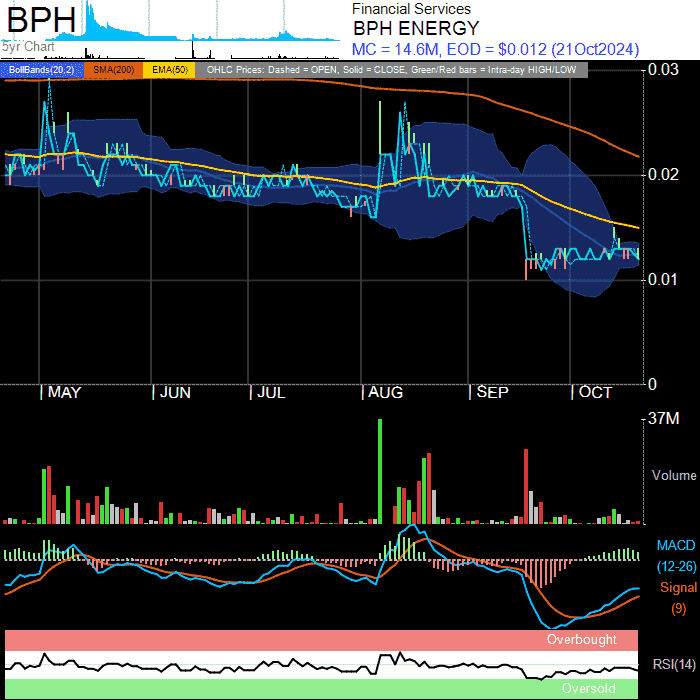 BPH
5yr Chart
Financial Services
BPH ENERGY
MC = 14.6M, EOD = $0.012 (21Oct2024)
BollBands(20,2) SMA(200) EMA(50) OHLC Prices: Dashed = OPEN, Solid = CLOSE, Green/Red bars = Intra-day HIGH/LOW
0.03
0.02
0.01
0
MAY JUN JUL AUG SEP OCT
37M
Volume
MACD
(12-26)
Signal
(9)
Overbought
RSI(14)
Oversold